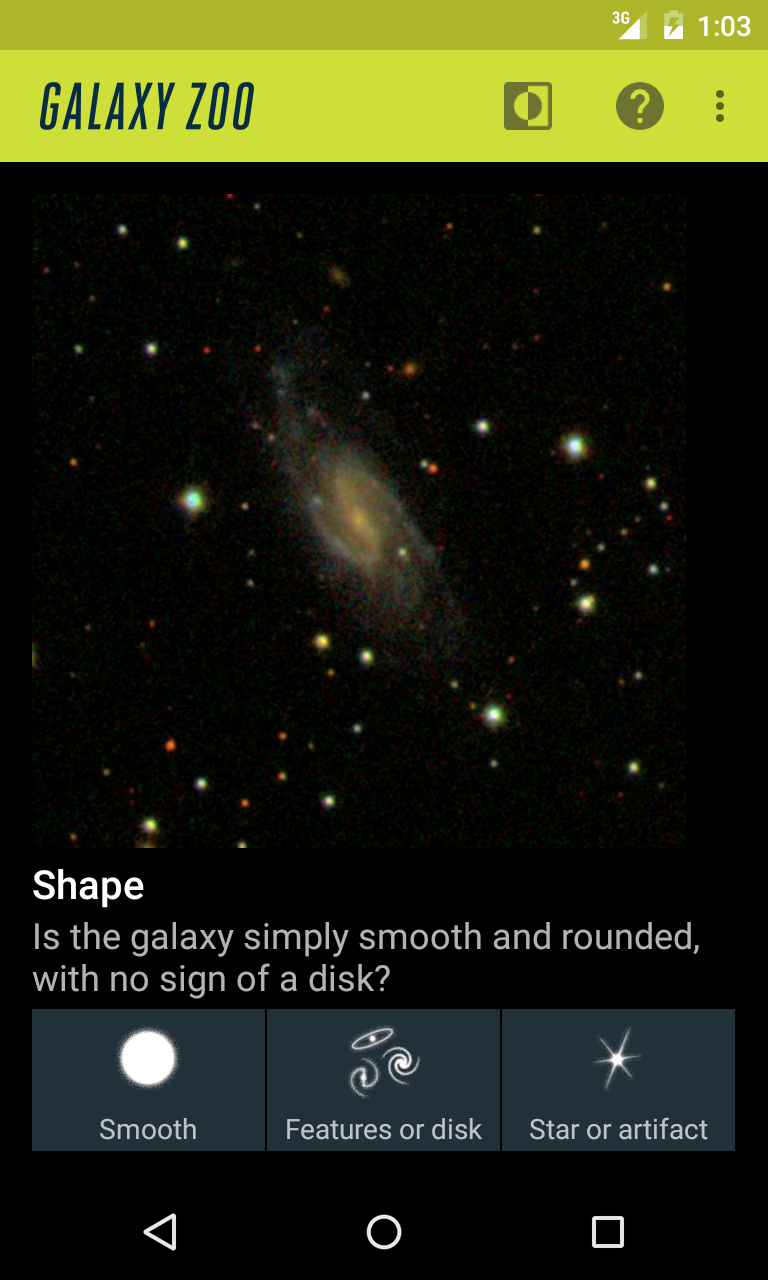 3G 1:03
GALAXY ZOO
Shape
Is the galaxy simply smooth and rounded,
with no sign of a disk?
Smooth Features or disk Star or artifact